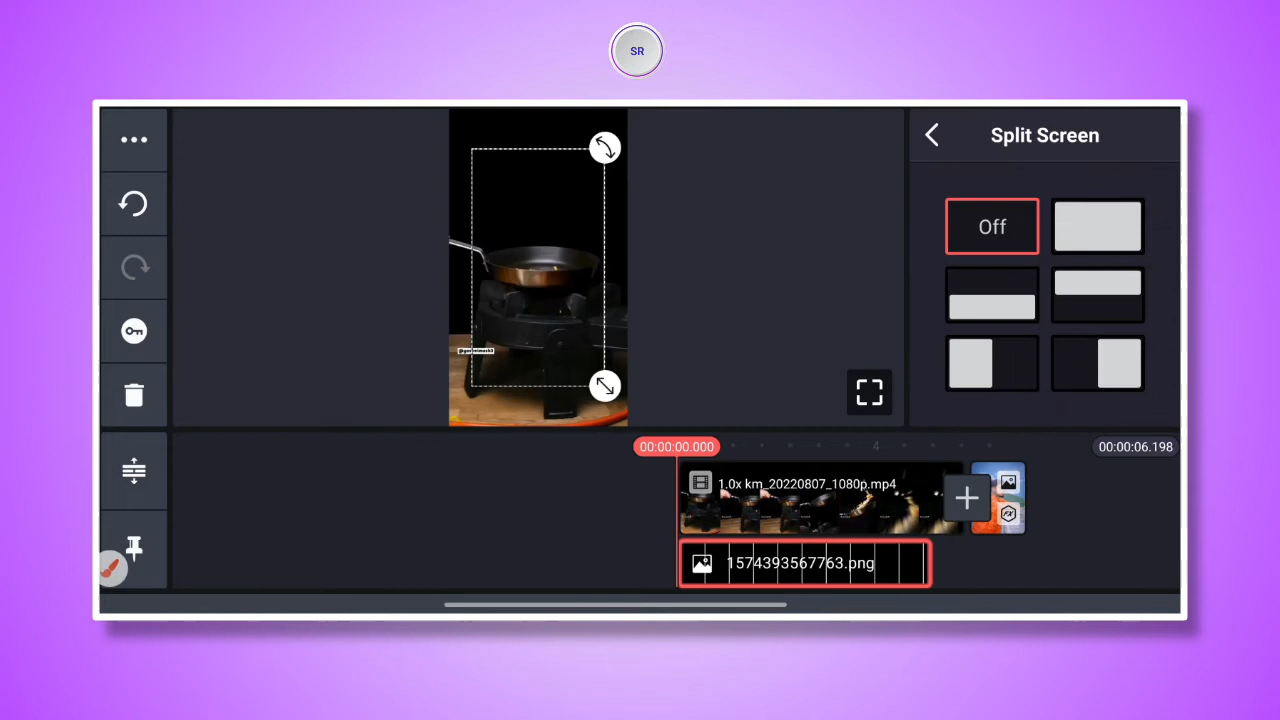 SR
Split Screen
Off
00:00:00.000
4
00:00:06.198
1.0x km_20220807_1080p.mp4
1574393567763.png